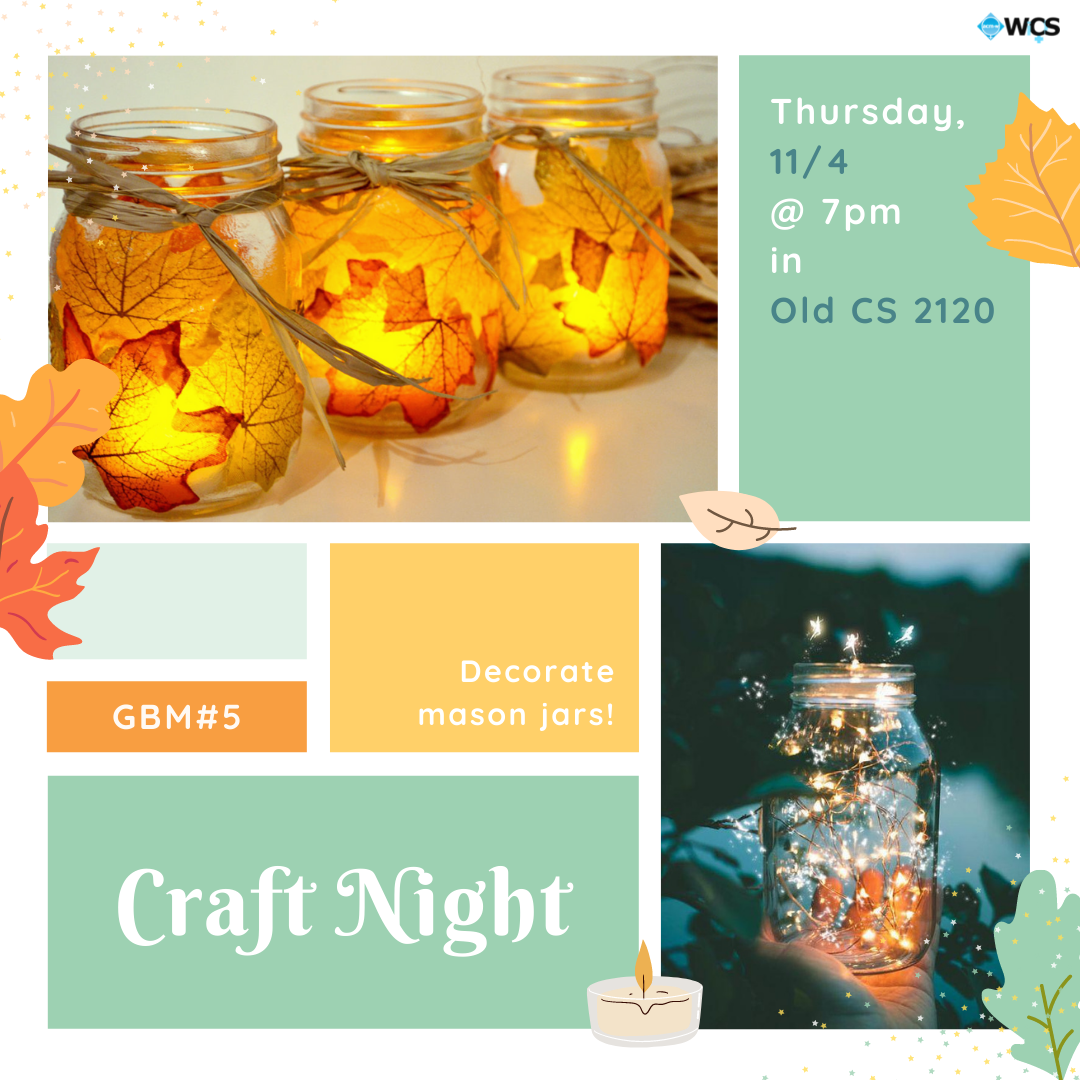 WCS
Thursday,
11/4
@ 7pm
in
Old CS 2120
Decorate
mason jars!
GBM#5
Craft Night